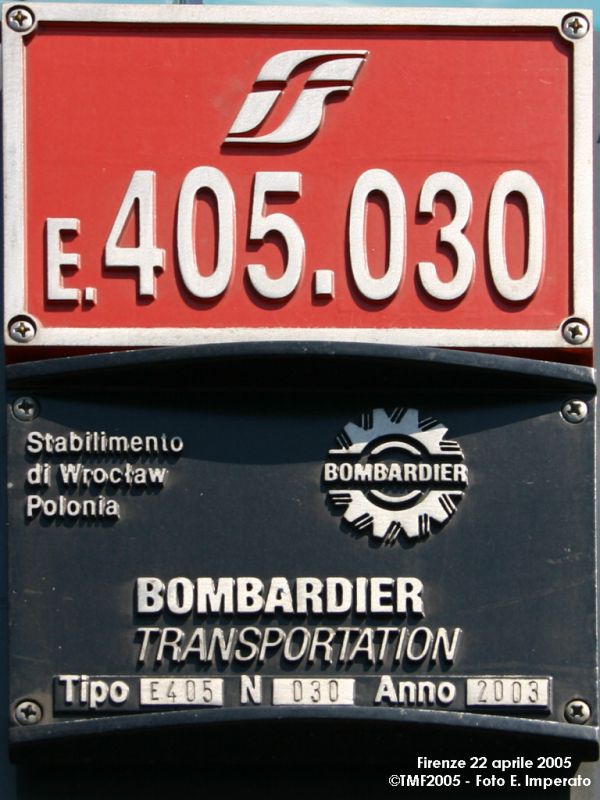 E.405.030
Stabilimento
di Wrocław
Polonia
BOMBARDIER
BOMBARDIER
TRANSPORTATION
Tipo E405 N 030 Anno 2003
Firenze 22 aprile 2005
©TMF2005 - Foto E. Imperato